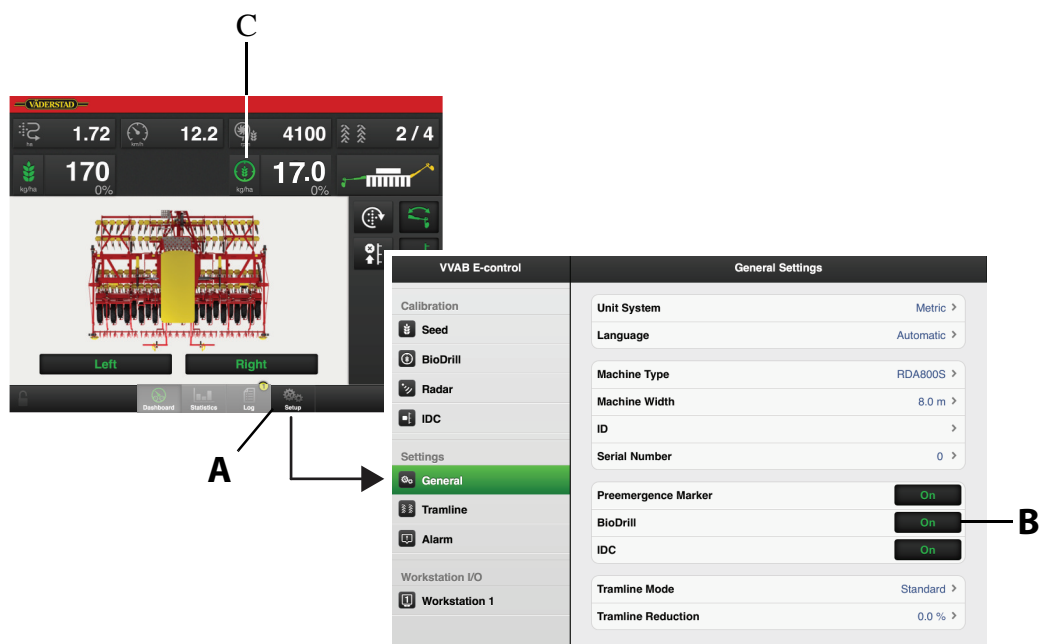 C
VÄDERSTAD
1.72 12.2 4100 2 / 4
ha km/h
170 17.0
kg/ha 0% kg/ha 0%
Left Right
Dashboard Statistics Log Setup
A
VVAB E-control
Calibration
Seed
BioDrill
Radar
IDC
Settings
General
Tramline
Alarm
Workstation I/O
1 Workstation 1
General Settings
Unit System Metric >
Language Automatic >
Machine Type RDA800S >
Machine Width 8.0 m >
ID >
Serial Number 0 >
Preemergence Marker On
BioDrill On
B
IDC On
Tramline Mode Standard >
Tramline Reduction 0.0 % >